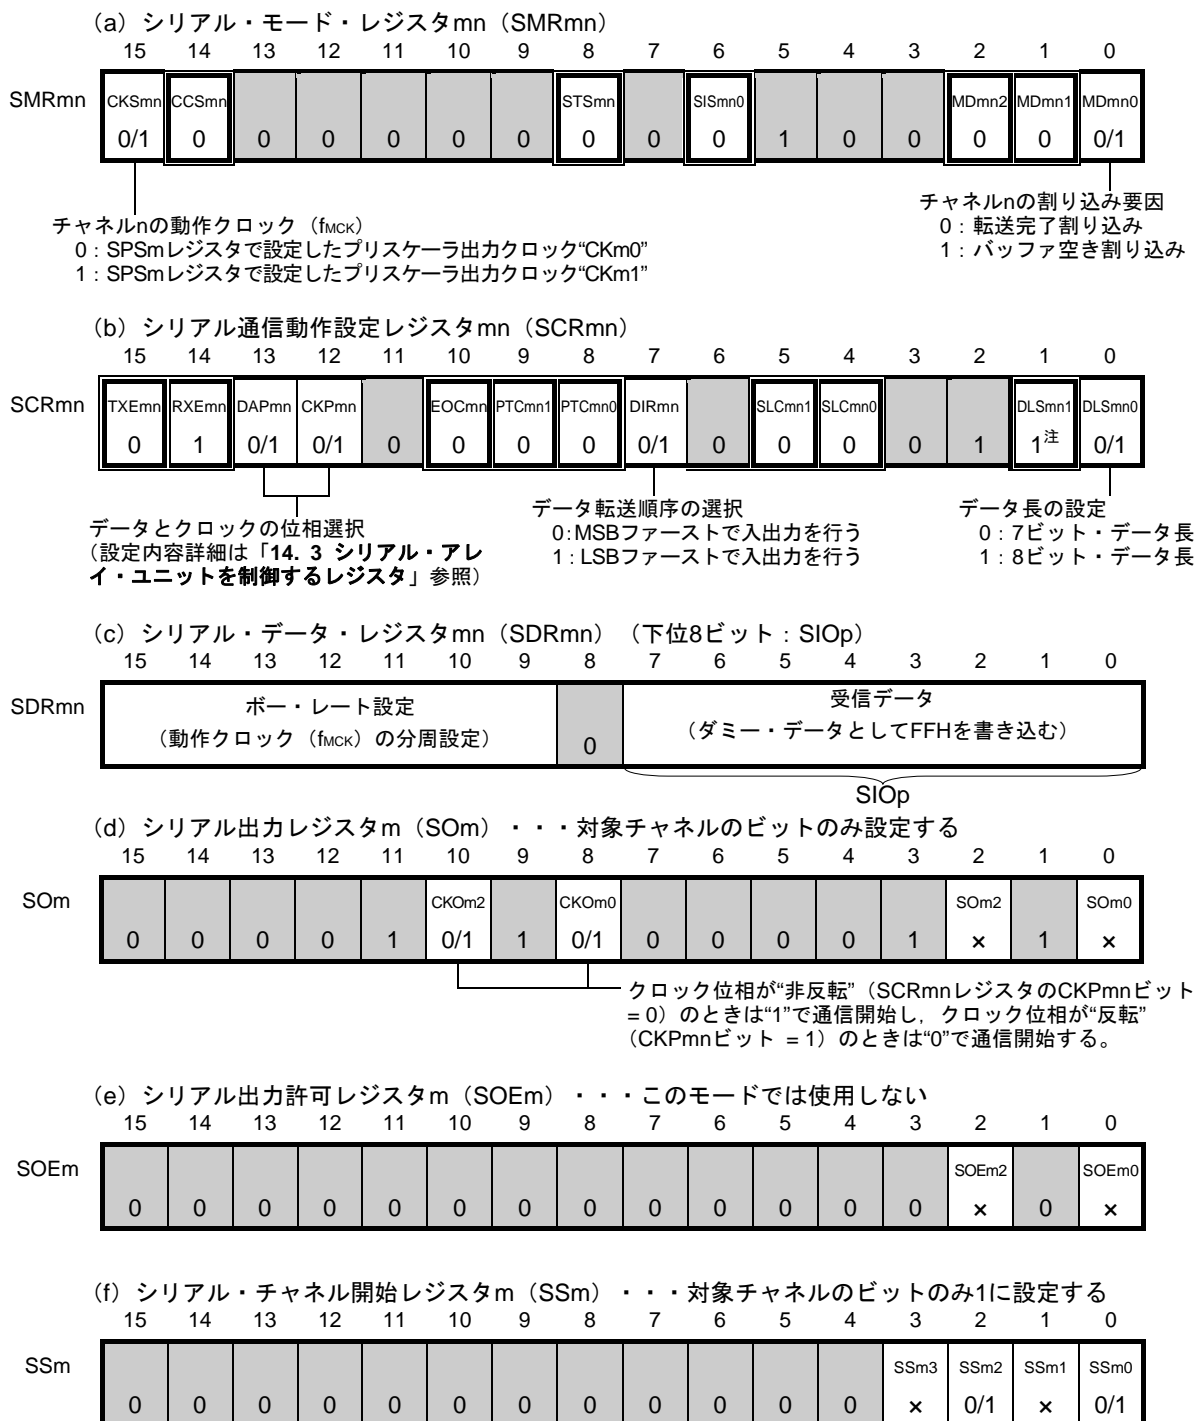 (a) シリアル・モード・レジスタmn（SMRmn）
15 14 13 12 11 10 9 8 7 6 5 4 3 2 1 0
SMRmn CKSmn CCSmn STSmn SISmn0 MDmn2 MDmn1 MDmn0
0/1 0 0 0 0 0 0 0 0 0 1 0 0 0 0 0/1
チャネルnの動作クロック（fMCK）
0：SPSmレジスタで設定したプリスケーラ出力クロック“CKm0”
1：SPSmレジスタで設定したプリスケーラ出力クロック“CKm1”
チャネルnの割り込み要因
0：転送完了割り込み
1：バッファ空き割り込み
(b) シリアル通信動作設定レジスタmn（SCRmn）
15 14 13 12 11 10 9 8 7 6 5 4 3 2 1 0
SCRmn TXEmn RXEmn DAPmn CKPmn EOCmn PTCmn1 PTCmn0 DIRmn SLCmn1 SLCmn0 DLSmn1 DLSmn0
0 1 0/1 0/1 0 0 0 0 0/1 0 0 0 0 1 1注 0/1
データとクロックの位相選択
（設定内容詳細は「14. 3 シリアル・アレ
イ・ユニットを制御するレジスタ」参照）
データ転送順序の選択
0：MSBファーストで入出力を行う
1：LSBファーストで入出力を行う
データ長の設定
0：7ビット・データ長
1：8ビット・データ長
(c) シリアル・データ・レジスタmn（SDRmn）（下位8ビット：SIOp）
15 14 13 12 11 10 9 8 7 6 5 4 3 2 1 0
SDRmn
ボー・レート設定
（動作クロック（fMCK）の分周設定）
0
受信データ
（ダミー・データとしてFFHを書き込む）
SIOp
(d) シリアル出力レジスタm（SOm）・・・対象チャネルのビットのみ設定する
15 14 13 12 11 10 9 8 7 6 5 4 3 2 1 0
SOm CKOm2 CKOm0 SOm2 SOm0
0 0 0 0 1 0/1 1 0/1 0 0 0 0 1 × 1 ×
クロック位相が“非反転”（SCRmnレジスタのCKPmnビット
= 0）のときは“1”で通信開始し，クロック位相が“反転”
（CKPmnビット = 1）のときは“0”で通信開始する。
(e) シリアル出力許可レジスタm（SOEm）・・・このモードでは使用しない
15 14 13 12 11 10 9 8 7 6 5 4 3 2 1 0
SOEm SOEm2 SOEm0
0 0 0 0 0 0 0 0 0 0 0 0 0 × 0 ×
(f) シリアル・チャネル開始レジスタm（SSm）・・・対象チャネルのビットのみ1に設定する
15 14 13 12 11 10 9 8 7 6 5 4 3 2 1 0
SSm SSm3 SSm2 SSm1 SSm0
0 0 0 0 0 0 0 0 0 0 0 0 × 0/1 × 0/1